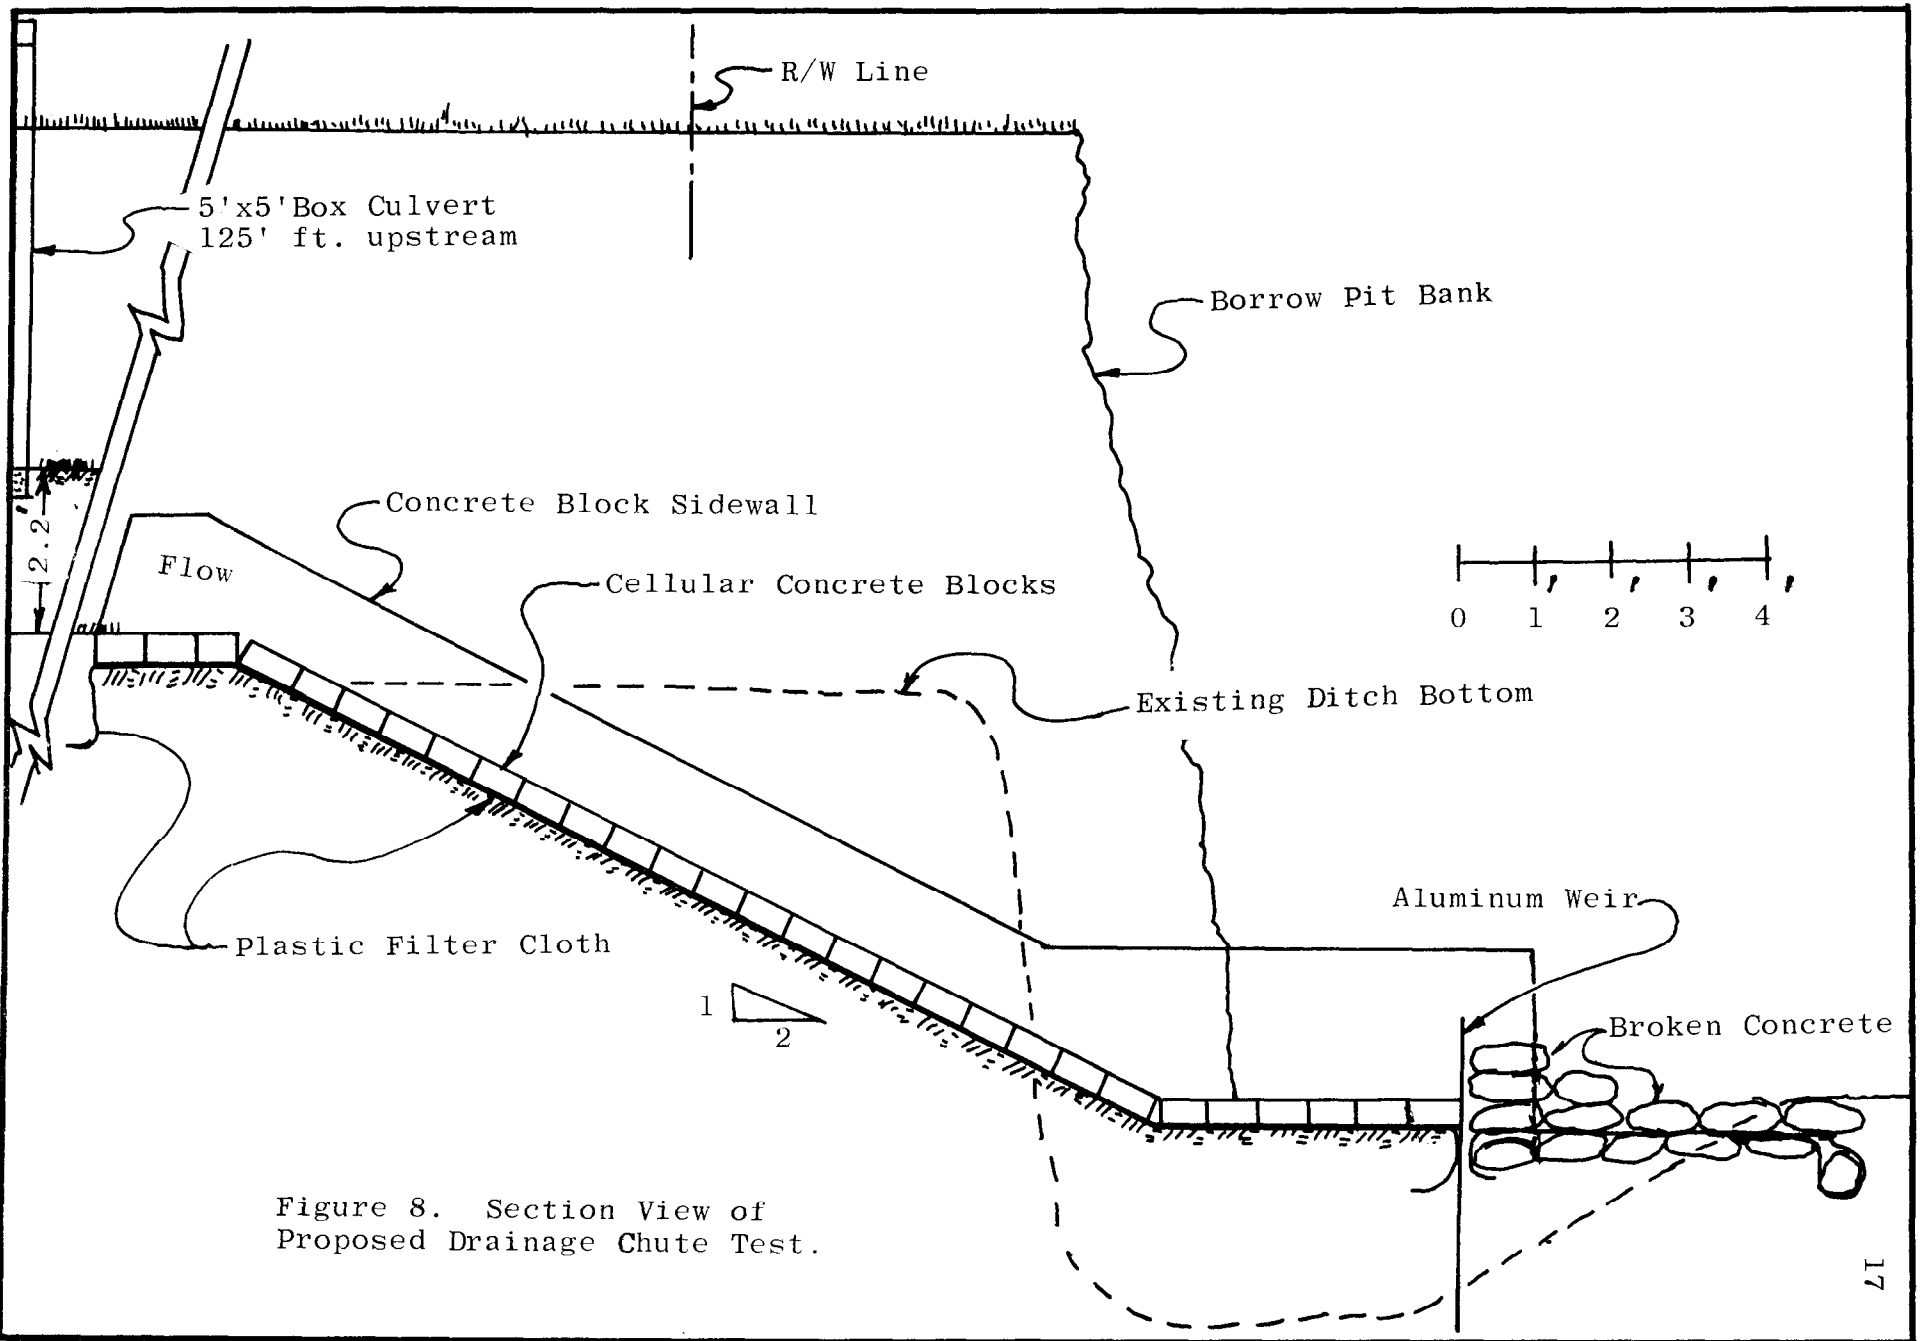 R/W Line
5'x5'Box Culvert
125' ft. upstream
Borrow Pit Bank
Concrete Block Sidewall
2.2'
Flow
Cellular Concrete Blocks
0 1' 2' 3' 4'
Existing Ditch Bottom
Aluminum Weir
Plastic Filter Cloth
1
2
Broken Concrete
Figure 8. Section View of
Proposed Drainage Chute Test.
17